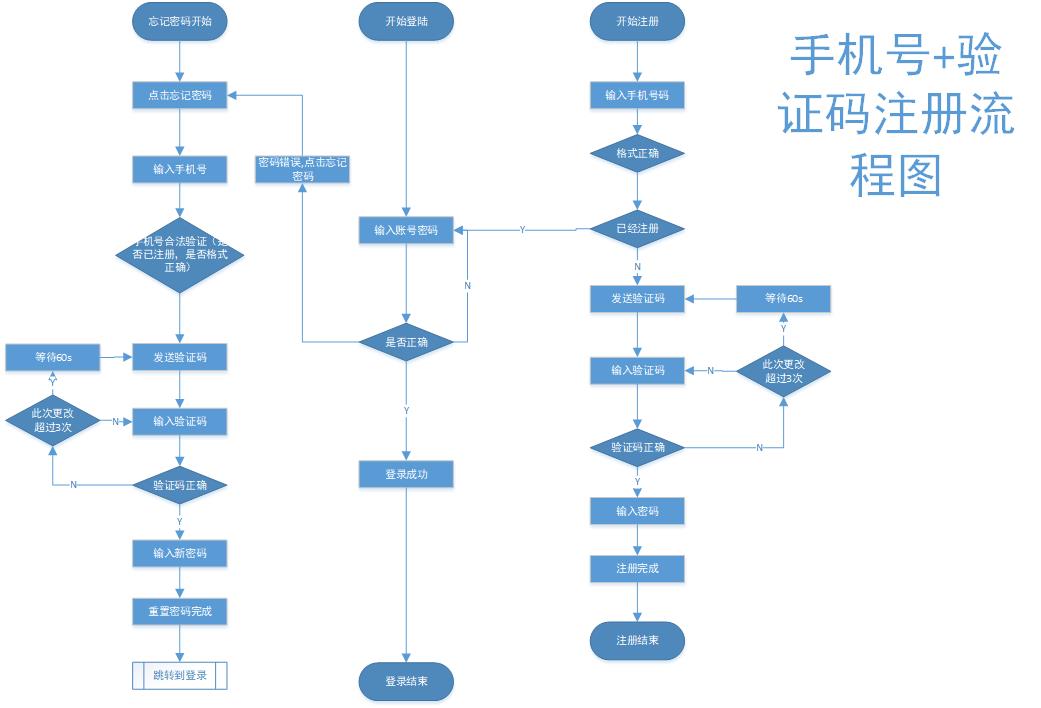 忘记密码开始
点击忘记密码
输入手机号
手机号合法验证（是
否已注册，是否格式
正确）
发送验证码
等待60s
Y
此次更改
超过3次
N
输入验证码
验证码正确
N
Y
输入新密码
重置密码完成
跳转到登录
密码错误,点击忘记
密码
开始登陆
输入账号密码
N
是否正确
Y
登录成功
登录结束
开始注册
输入手机号码
格式正确
已经注册
Y
N
发送验证码
等待60s
Y
此次更改
超过3次
N
输入验证码
验证码正确
N
Y
输入密码
注册完成
注册结束
手机号+验
证码注册流
程图